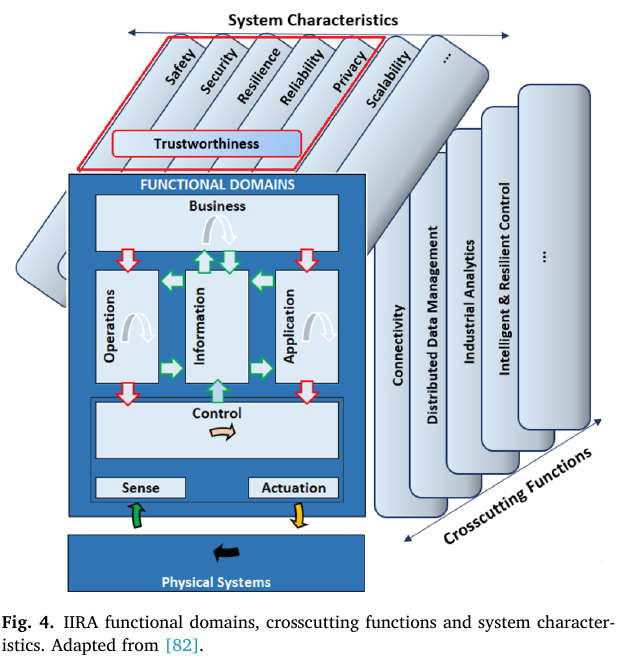 System Characteristics
Safety
Security
Resilience
Reliability
Privacy
Scalability
...
Trustworthiness
FUNCTIONAL DOMAINS
Business
Operations
Information
Application
Control
Sense
Actuation
Physical Systems
Connectivity
Distributed Data Management
Industrial Analytics
Intelligent & Resilient Control
...
Crosscutting Functions
Fig. 4. IIRA functional domains, crosscutting functions and system character-
istics. Adapted from [82].